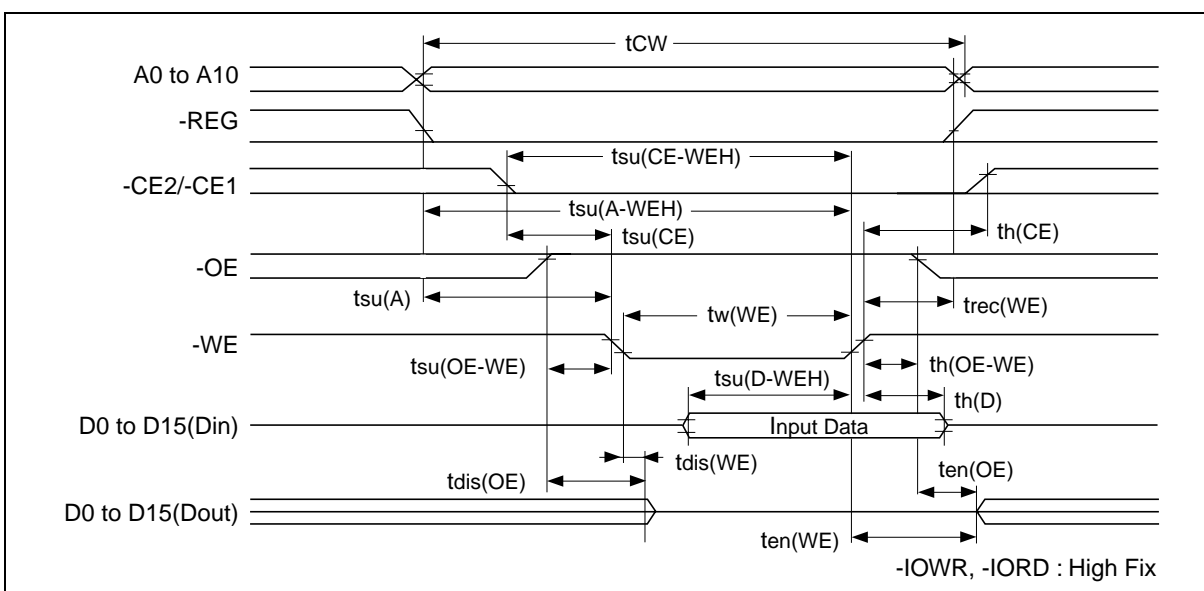 tCW
A0 to A10
-REG
tsu(CE-WEH)
-CE2/-CE1
tsu(A-WEH)
tsu(CE)
th(CE)
-OE
tsu(A)
trec(WE)
tw(WE)
-WE
tsu(OE-WE)
th(OE-WE)
tsu(D-WEH)
th(D)
D0 to D15(Din)
Input Data
tdis(WE)
ten(OE)
tdis(OE)
D0 to D15(Dout)
ten(WE)
-IOWR, -IORD : High Fix